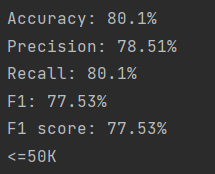 Accuracy: 80.1%
Precision: 78.51%
Recall: 80.1%
F1: 77.53%
F1 score: 77.53%
<=50K